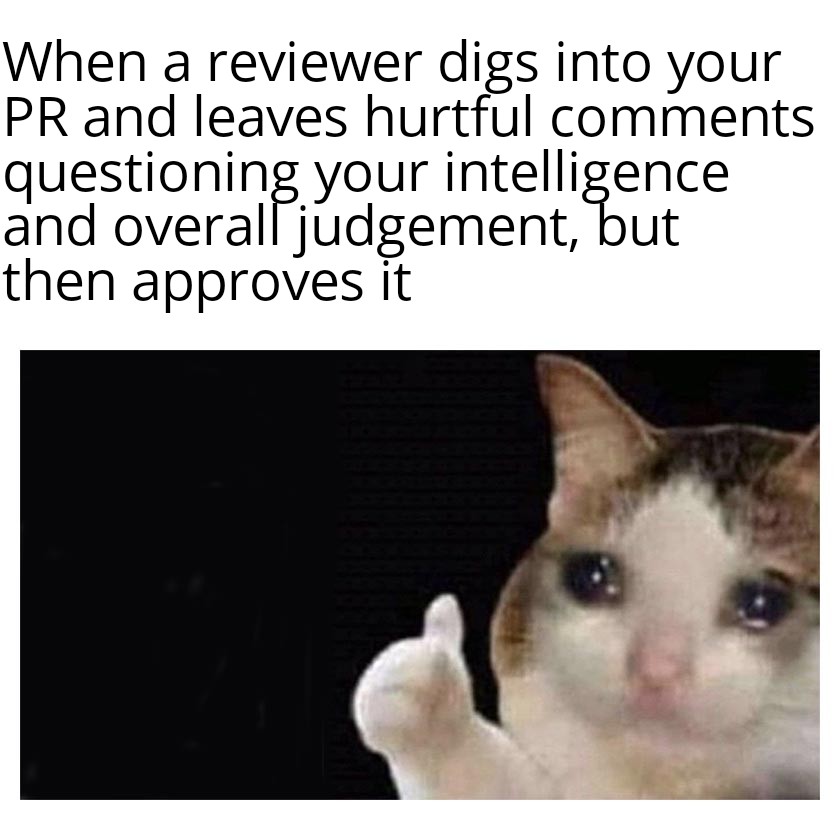 When a reviewer digs into your
PR and leaves hurtful comments
questioning your intelligence
and overall judgement, but
then approves it